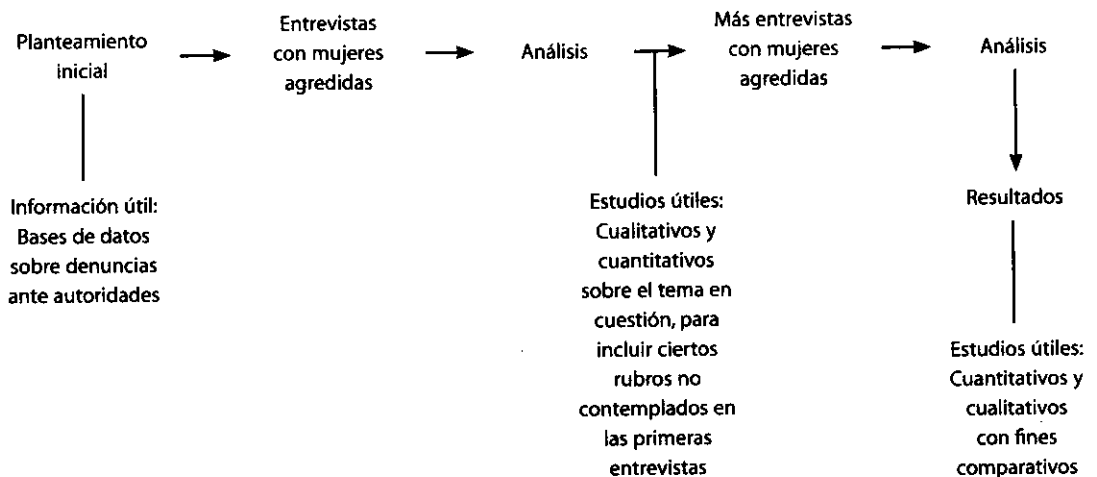 Planteamiento
inicial
Entrevistas
con mujeres
agredidas
Análisis
Más entrevistas
con mujeres
agredidas
Análisis
Información útil:
Bases de datos
sobre denuncias
ante autoridades
Estudios útiles:
Cualitativos y
cuantitativos
sobre el tema en
cuestión, para
incluir ciertos
rubros no
contemplados en
las primeras
entrevistas
Resultados
Estudios útiles:
Cuantitativos y
cualitativos
con fines
comparativos